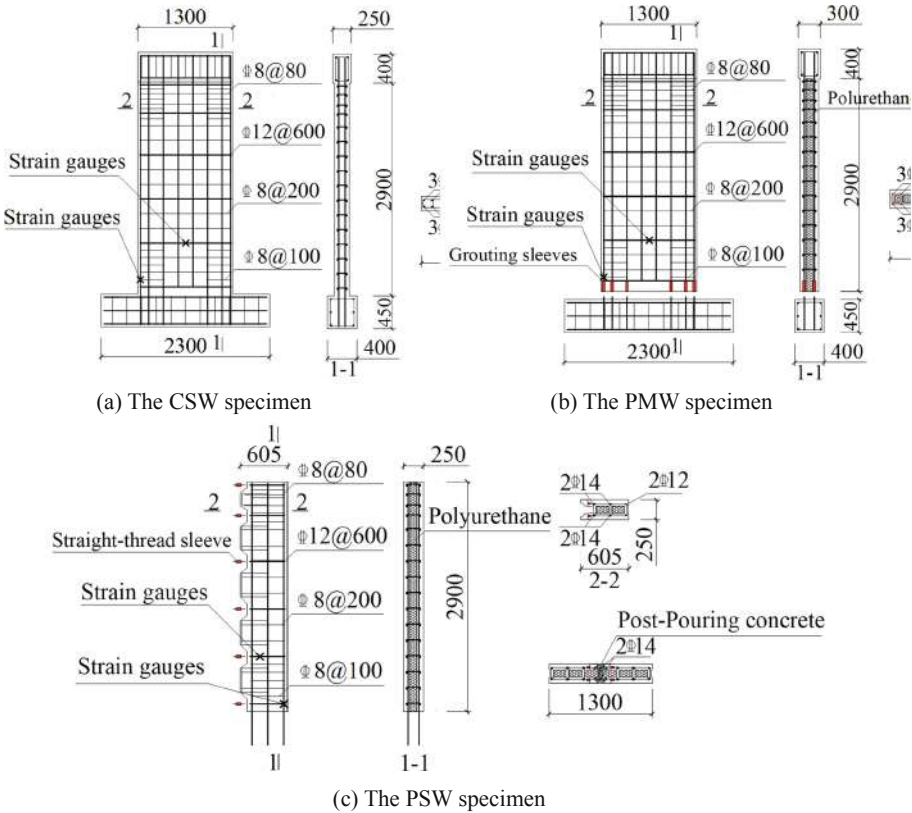 1300
250
1
400
Φ8@80
2
2
Φ12@600
Strain gauges
2900
Φ8@200
Strain gauges
3
3
Φ8@100
450
2300
1
400
1-1
(a) The CSW specimen
1300
300
1
400
Φ8@80
2
2
Polurethan
Φ12@600
Strain gauges
2900
Φ8@200
3Φ
3Φ
Strain gauges
Grouting sleeves
Φ8@100
450
2300
1
400
1-1
(b) The PMW specimen
1
605
250
Φ8@80
2
2
Polyurethane
Straight-thread sleeve
Φ12@600
Strain gauges
2900
Φ8@200
Strain gauges
Φ8@100
1
1-1
2Φ14
2Φ12
2Φ14
605
250
2-2
Post-Pouring concrete
2Φ14
1300
(c) The PSW specimen